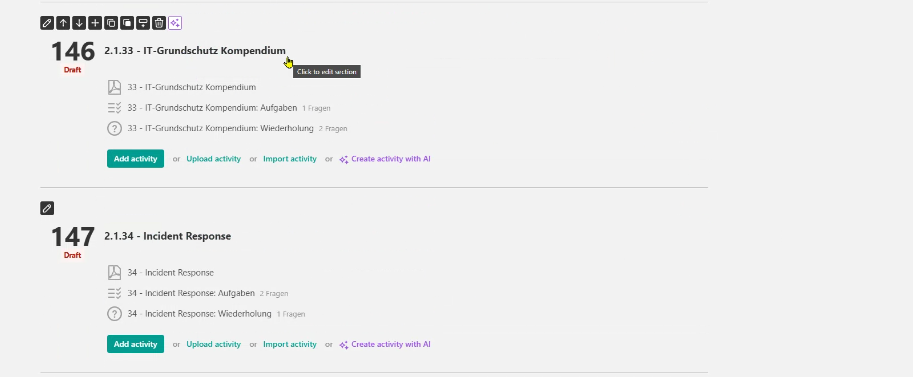 146
Draft
2.1.33 - IT-Grundschutz Kompendium
Click to edit section
33 - IT-Grundschutz Kompendium
33 - IT-Grundschutz Kompendium: Aufgaben 1 Fragen
33 - IT-Grundschutz Kompendium: Wiederholung 2 Fragen
Add activity or Upload activity or Import activity or Create activity with AI
147
Draft
2.1.34 - Incident Response
34 - Incident Response
34 - Incident Response: Aufgaben 2 Fragen
34 - Incident Response: Wiederholung 1 Fragen
Add activity or Upload activity or Import activity or Create activity with AI